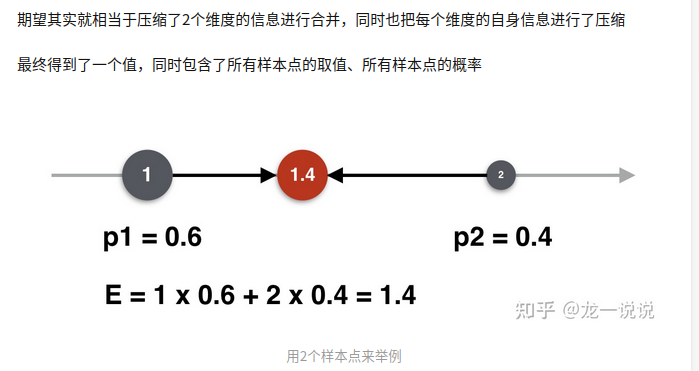 期望其实就相当于压缩了2个维度的信息进行合并，同时也把每个维度的自身信息进行了压缩
最终得到了一个值，同时包含了所有样本点的取值、所有样本点的概率
1 1.4 2
p1 = 0.6 p2 = 0.4
E = 1 x 0.6 + 2 x 0.4 = 1.4
知乎 @龙一说说
用2个样本点来举例